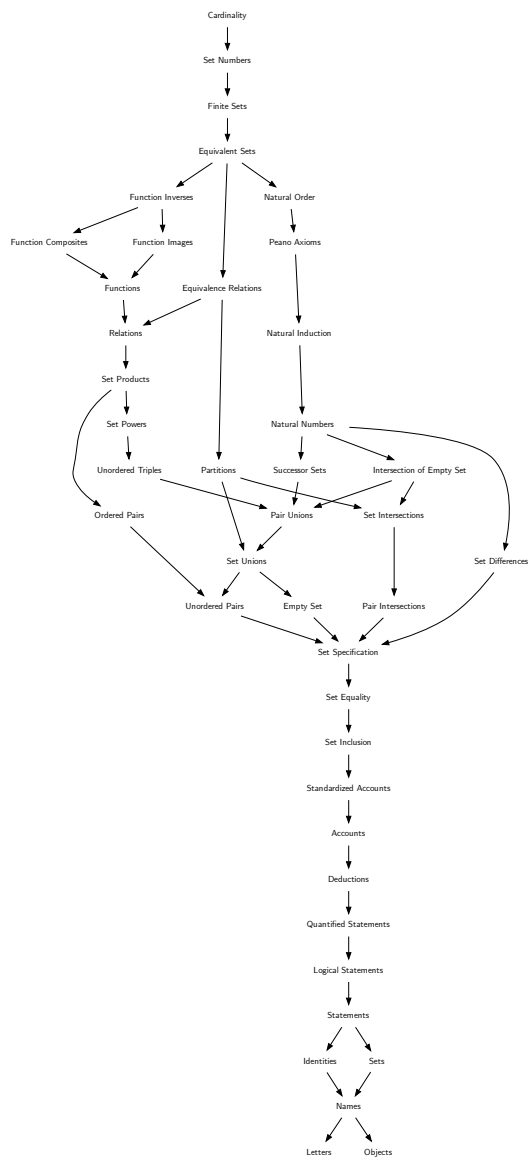 Cardinality
Set Numbers
Finite Sets
Equivalent Sets
Function Inverses
Natural Order
Function Composites
Function Images
Peano Axioms
Functions
Equivalence Relations
Relations
Natural Induction
Set Products
Set Powers
Natural Numbers
Unordered Triples
Partitions
Successor Sets
Intersection of Empty Set
Ordered Pairs
Pair Unions
Set Intersections
Set Unions
Set Differences
Unordered Pairs
Empty Set
Pair Intersections
Set Specification
Set Equality
Set Inclusion
Standardized Accounts
Accounts
Deductions
Quantified Statements
Logical Statements
Statements
Identities
Sets
Names
Letters
Objects